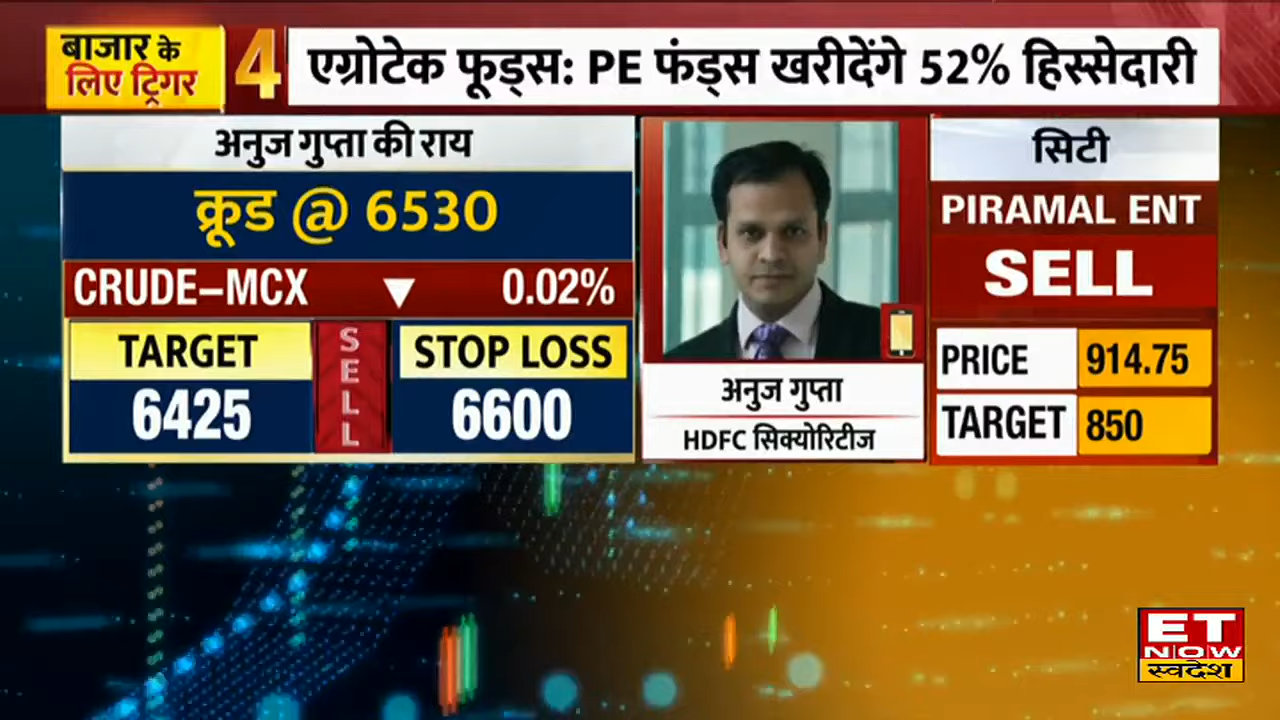 बाजार के
लिए ट्रिगर
4
एग्रोटेक फूड्स: PE फंड्स खरीदेंगे 52% हिस्सेदारी
अनुज गुप्ता की राय
क्रूड @ 6530
CRUDE–MCX ▼ 0.02%
TARGET
6425
SELL
STOP LOSS
6600
अनुज गुप्ता
HDFC सिक्योरिटीज
सिटी
PIRAMAL ENT
SELL
PRICE 914.75
TARGET 850
ET
NOW
स्वदेश